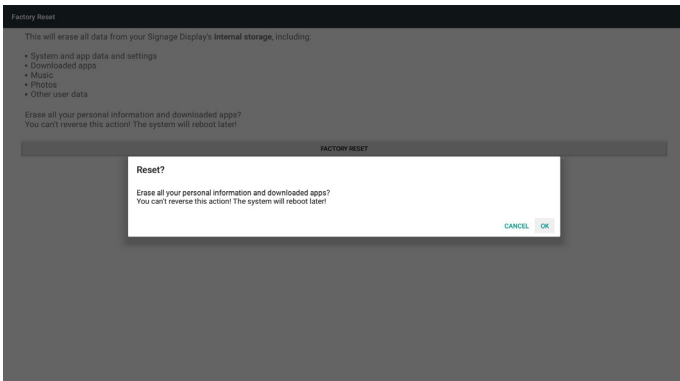 Factory Reset
This will erase all data from your Signage Display's internal storage, including:
• System and app data and settings
• Downloaded apps
• Music
• Photos
• Other user data
Erase all your personal information and downloaded apps?
You can't reverse this action! The system will reboot later!
FACTORY RESET
Reset?
Erase all your personal information and downloaded apps?
You can't reverse this action! The system will reboot later!
CANCEL OK